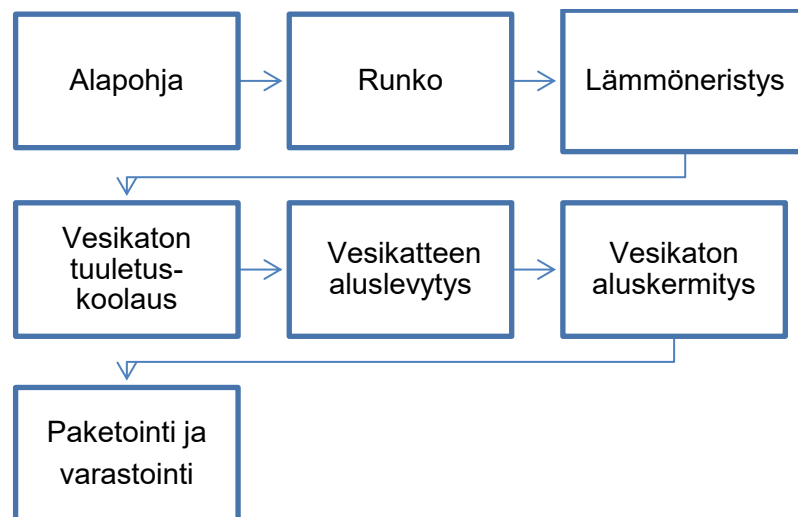 Alapohja
Runko
Lämmöneristys
Vesikaton
tuuletus-
koolaus
Vesikatteen
aluslevytys
Vesikaton
aluskermitys
Paketointi ja
varastointi